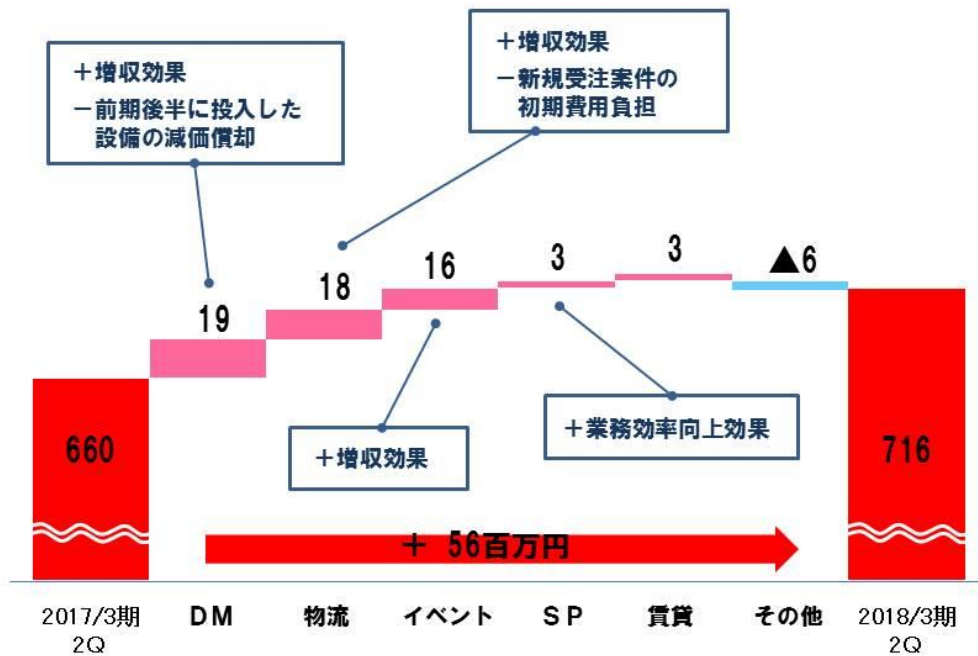 ＋増収効果
－前期後半に投入した
設備の減価償却
＋増収効果
－新規受注案件の
初期費用負担
19
18
16
3
3
▲6
660
＋増収効果
＋業務効率向上効果
716
＋ 56百万円
2017/3期
2Q
ＤＭ
物流
イベント
ＳＰ
賃貸
その他
2018/3期
2Q